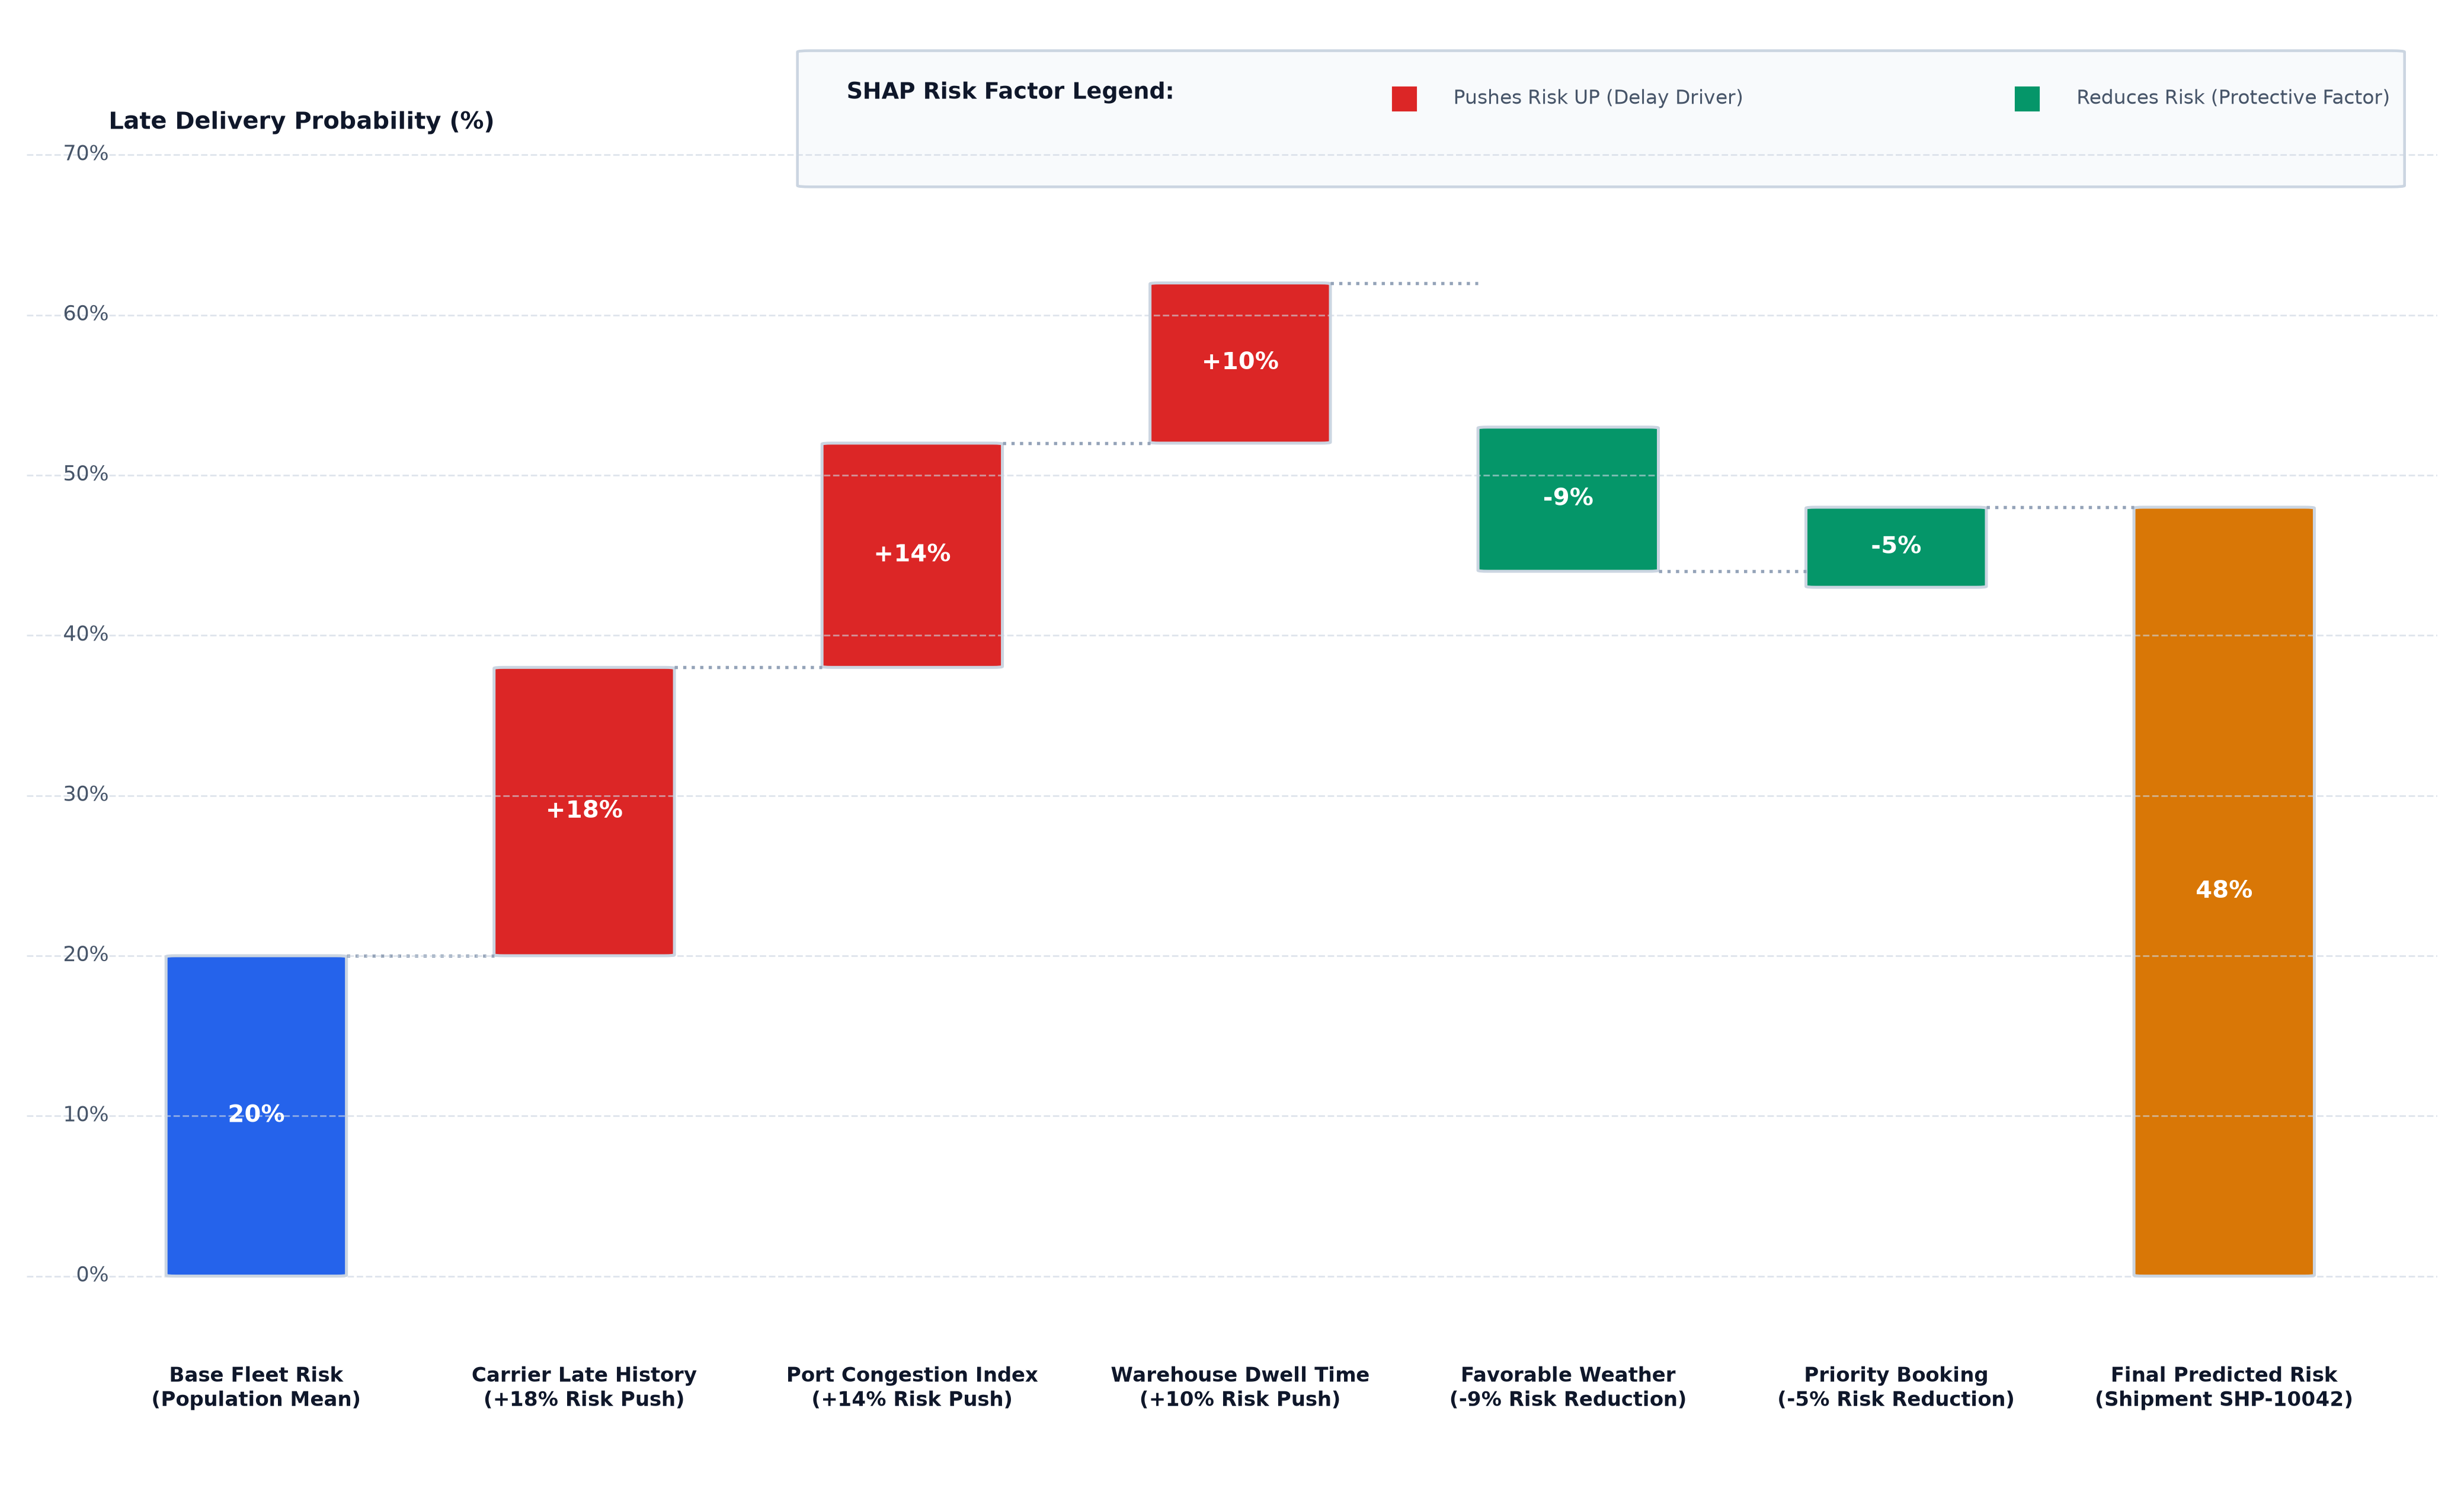 SHAP Risk Factor Legend:
Pushes Risk UP (Delay Driver)
Reduces Risk (Protective Factor)
Late Delivery Probability (%)
70%
60%
50%
40%
30%
20%
10%
0%
20%
+18%
+14%
+10%
-9%
-5%
48%
Base Fleet Risk
(Population Mean)
Carrier Late History
(+18% Risk Push)
Port Congestion Index
(+14% Risk Push)
Warehouse Dwell Time
(+10% Risk Push)
Favorable Weather
(-9% Risk Reduction)
Priority Booking
(-5% Risk Reduction)
Final Predicted Risk
(Shipment SHP-10042)